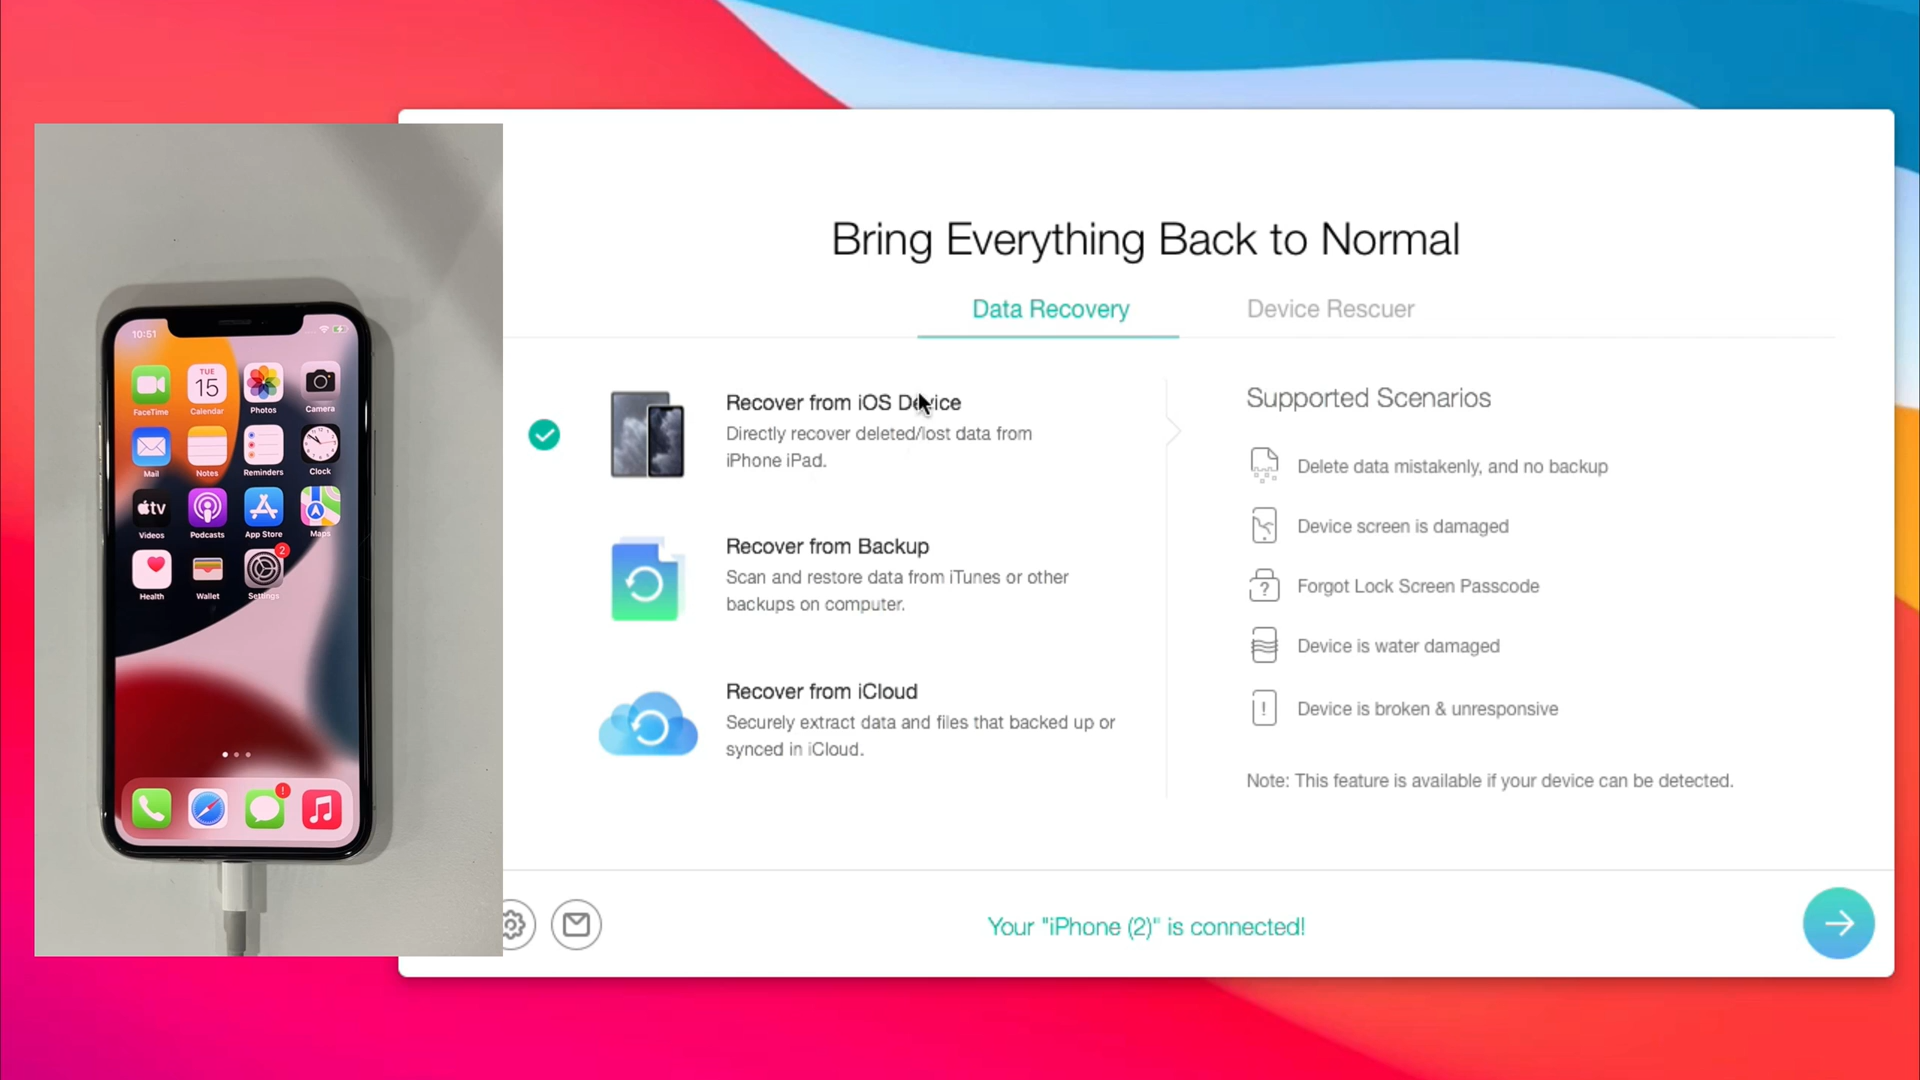 Bring Everything Back to Normal
Data Recovery
Device Rescuer
Recover from iOS Device
Directly recover deleted/lost data from
iPhone iPad.
Recover from Backup
Scan and restore data from iTunes or other
backups on computer.
Recover from iCloud
Securely extract data and files that backed up or
synced in iCloud.
Supported Scenarios
Delete data mistakenly, and no backup
Device screen is damaged
Forgot Lock Screen Passcode
Device is water damaged
Device is broken & unresponsive
Note: This feature is available if your device can be detected.
Your "iPhone (2)" is connected!
10:51
TUE
15
FaceTime
Calendar
Photos
Camera
Mail
Notes
Reminders
Clock
tv
Videos
Podcasts
App Store
Maps
2
Health
Wallet
Settings